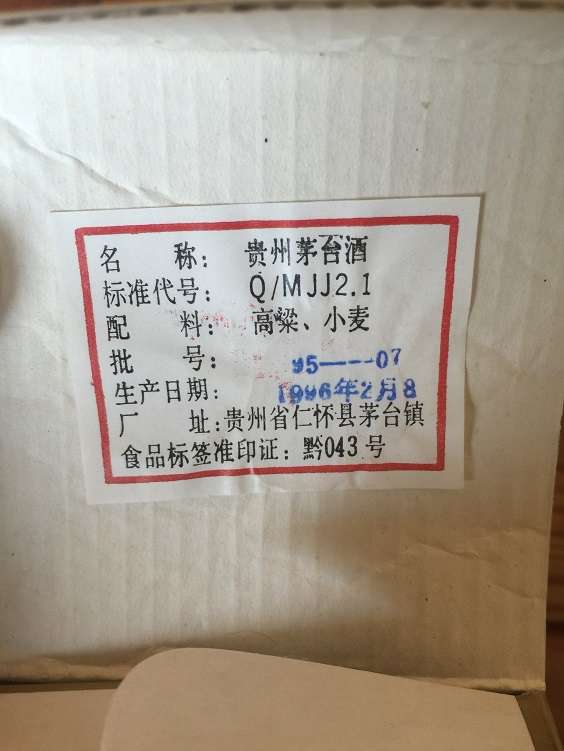 名 称: 贵州茅台酒
标准代号: Q/MJJ2.1
配 料: 高粱、小麦
批 号: 95----07
生产日期: 1996年2月8
厂 址:贵州省仁怀县茅台镇
食品标签准印证: 黔043号